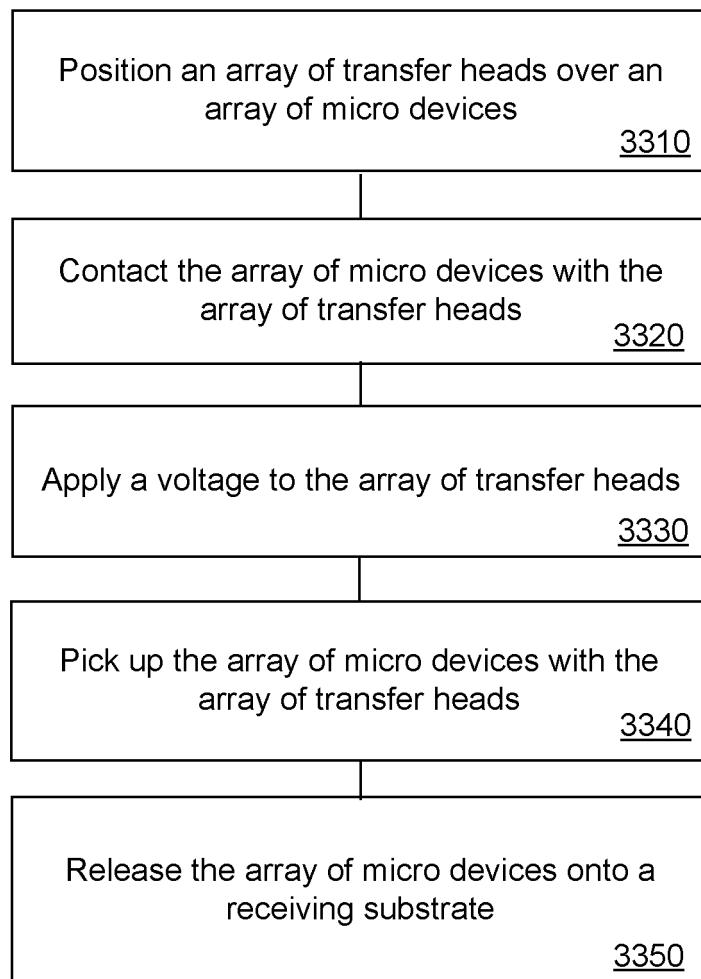 Position an array of transfer heads over an
array of micro devices
3310
Contact the array of micro devices with the
array of transfer heads
3320
Apply a voltage to the array of transfer heads
3330
Pick up the array of micro devices with the
array of transfer heads
3340
Release the array of micro devices onto a
receiving substrate
3350